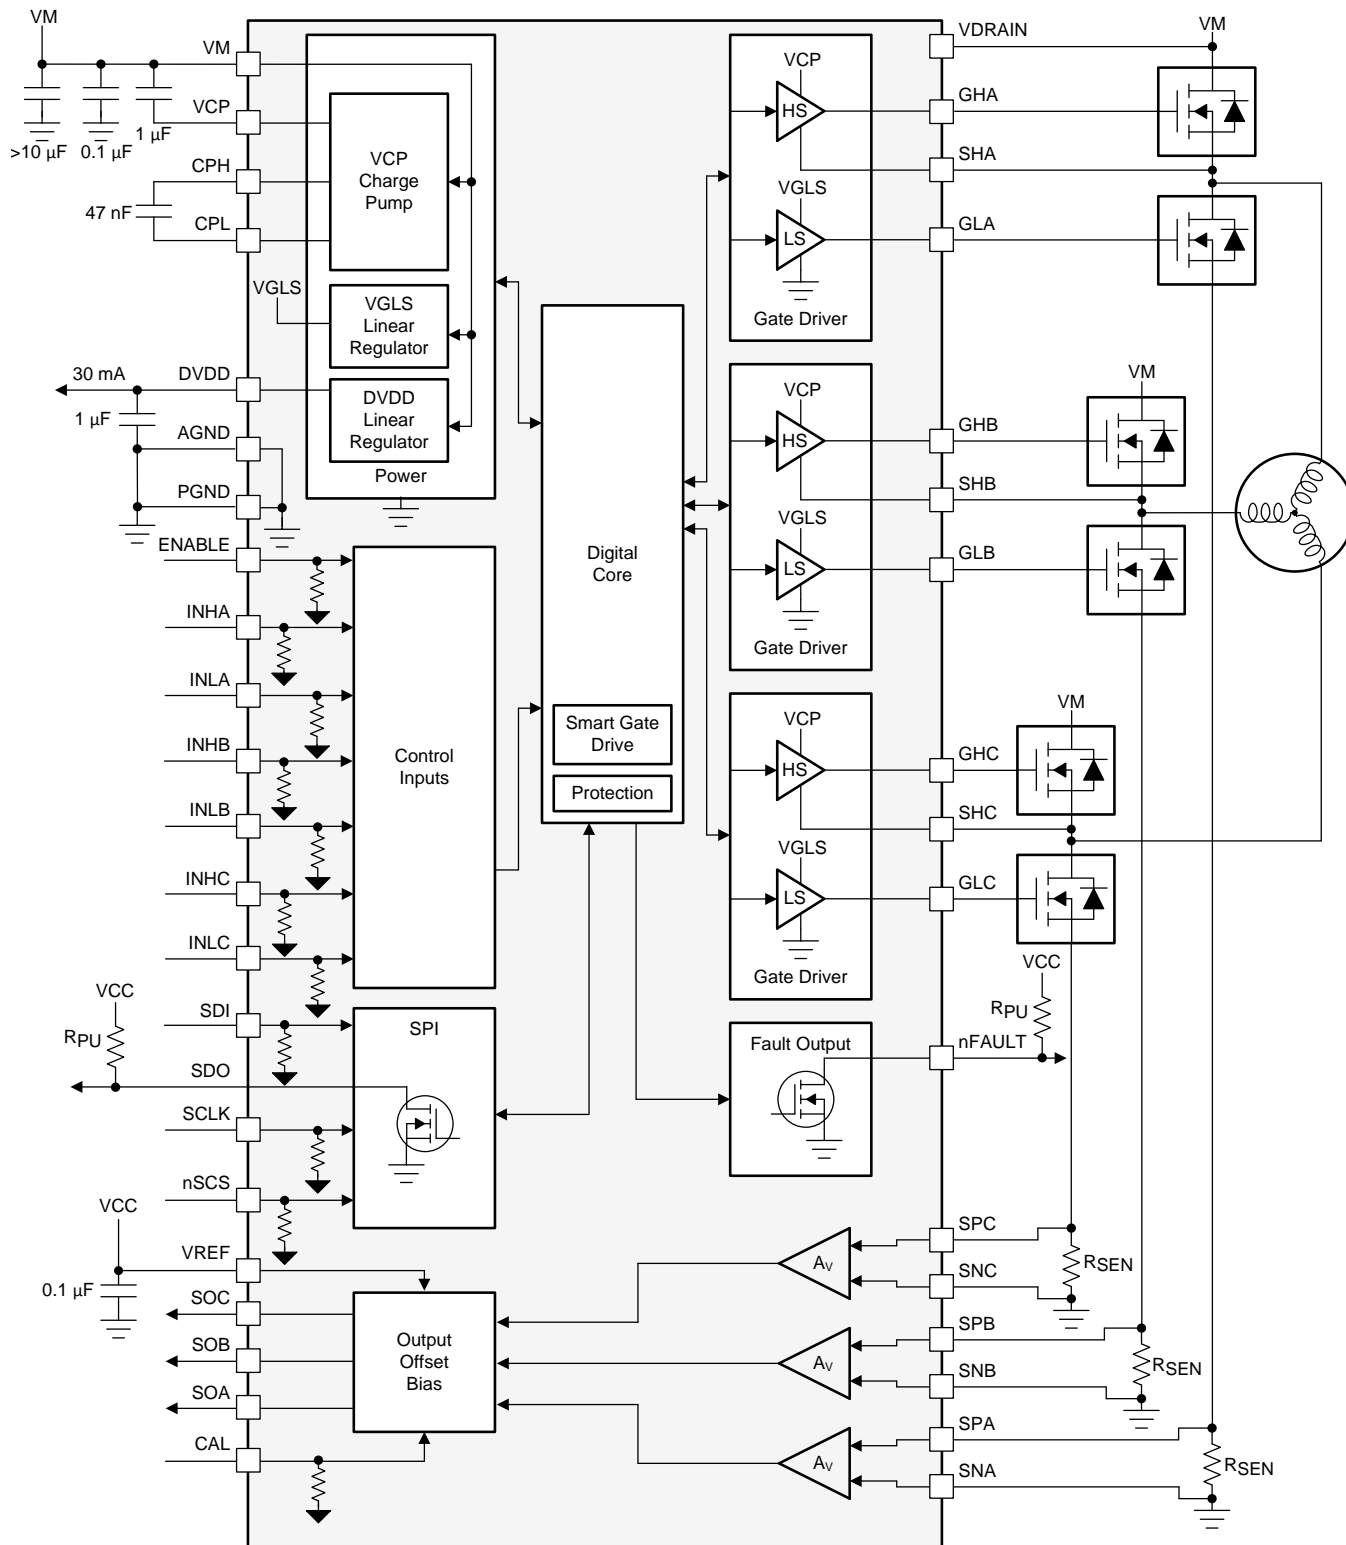 VM
VM
VCP
>10 µF
0.1 µF
1 µF
CPH
47 nF
CPL
VCP
Charge
Pump
VGLS
VGLS
Linear
Regulator
30 mA
DVDD
1 µF
DVDD
Linear
Regulator
AGND
Power
PGND
ENABLE
INHA
INLA
INHB
INLB
INHC
INLC
Control
Inputs
VCC
RPU
SDI
SDO
SCLK
nSCS
SPI
VCC
VREF
0.1 µF
SOC
SOB
SOA
CAL
Output
Offset
Bias
Digital
Core
Smart Gate
Drive
Protection
VCP
HS
VGLS
LS
Gate Driver
VCP
HS
VGLS
LS
Gate Driver
VCP
HS
VGLS
LS
Gate Driver
Fault Output
AV
AV
AV
VDRAIN
VM
GHA
SHA
GLA
VM
GHB
SHB
GLB
VM
GHC
SHC
GLC
VCC
RPU
nFAULT
SPC
SNC
RSEN
SPB
SNB
RSEN
SPA
SNA
RSEN